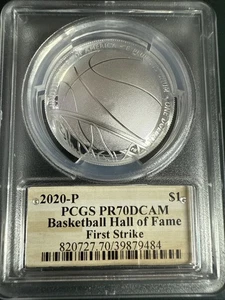 2020-P $1
PCGS PR70DCAM
Basketball Hall of Fame
First Strike
820727.70/39879484